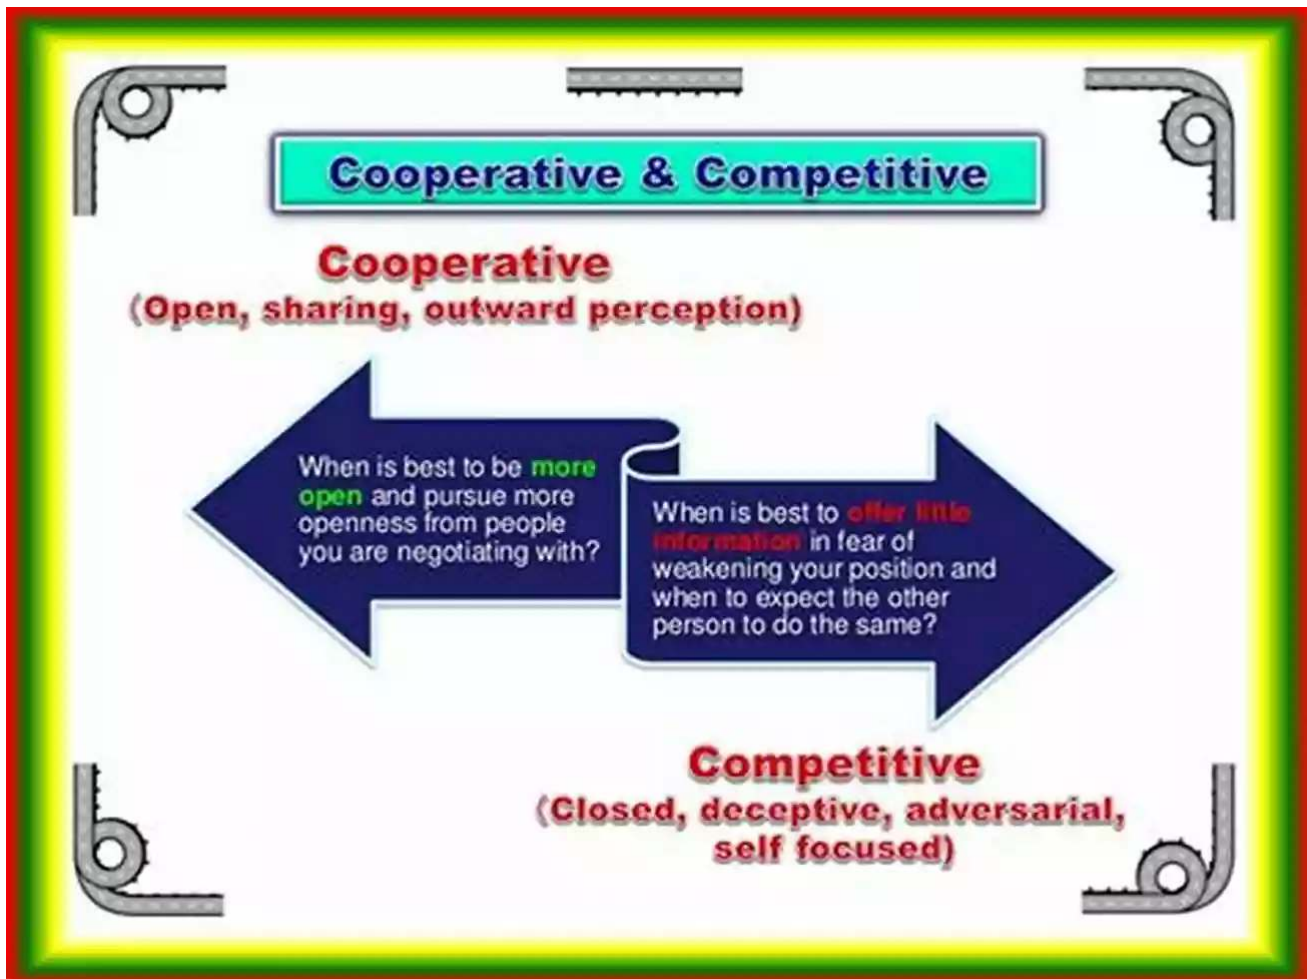 Cooperative & Competitive
Cooperative
(Open, sharing, outward perception)
When is best to be more
open and pursue more
openness from people
you are negotiating with?
When is best to offer little
information in fear of
weakening your position and
when to expect the other
person to do the same?
Competitive
(Closed, deceptive, adversarial,
self focused)